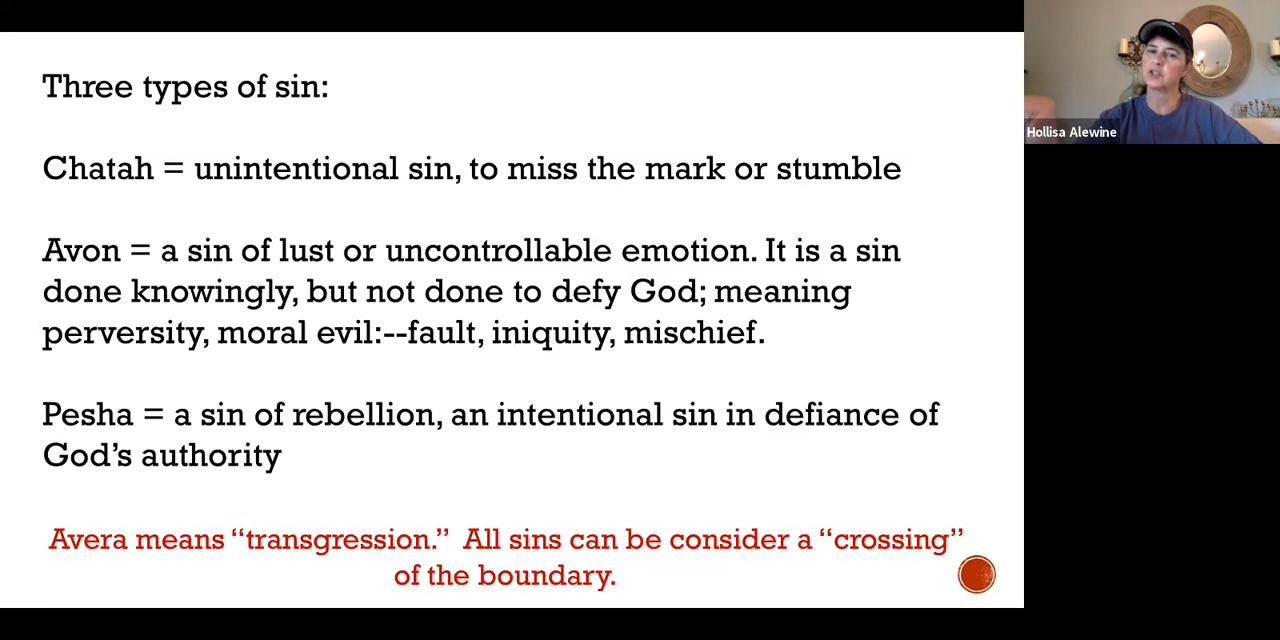 Three types of sin:
Chatah = unintentional sin, to miss the mark or stumble
Avon = a sin of lust or uncontrollable emotion. It is a sin
done knowingly, but not done to defy God; meaning
perversity, moral evil:--fault, iniquity, mischief.
Pesha = a sin of rebellion, an intentional sin in defiance of
God's authority
Avera means “transgression.” All sins can be consider a “crossing”
of the boundary.
Hollisa Alewine